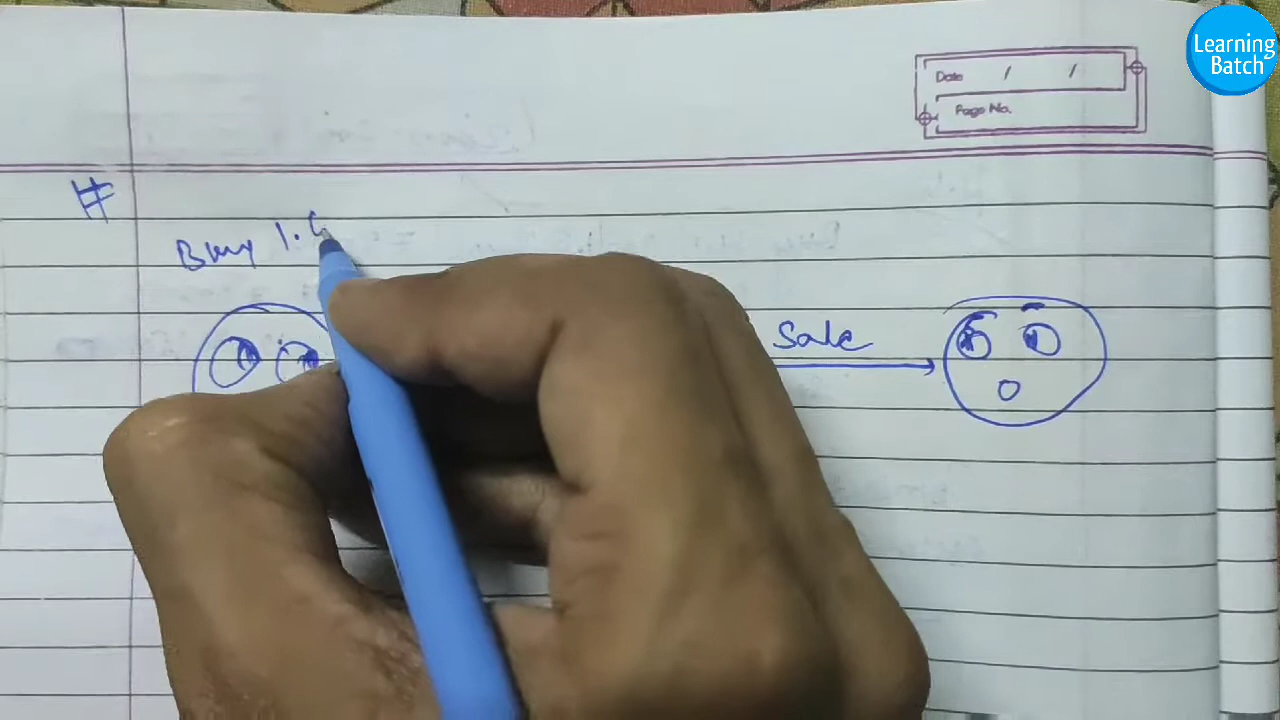 Learning
Batch
Date / /
Page No.
#
Buy 1.
Sale